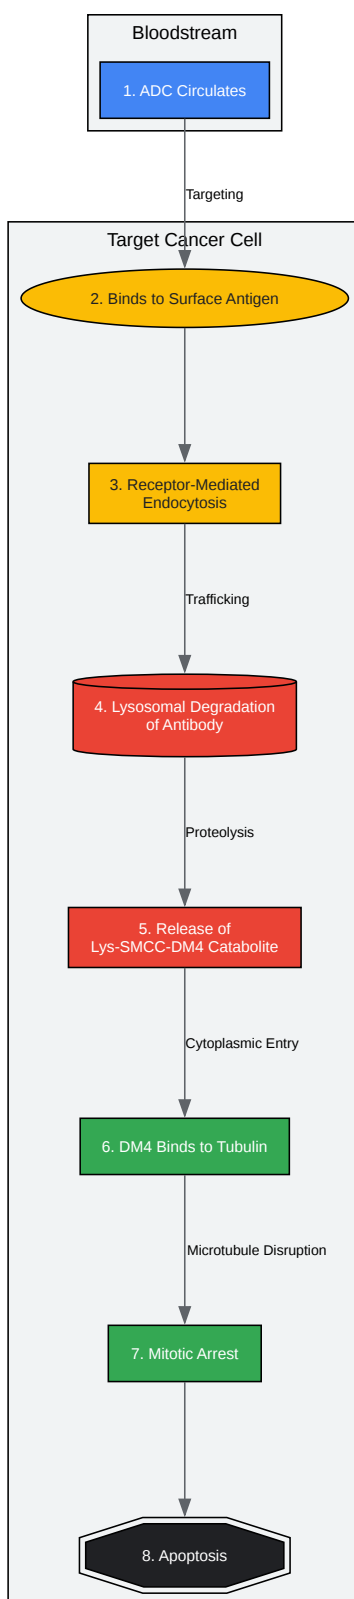 Bloodstream
1. ADC Circulates
Targeting
Target Cancer Cell
2. Binds to Surface Antigen
3. Receptor-Mediated
Endocytosis
Trafficking
4. Lysosomal Degradation
of Antibody
Proteolysis
5. Release of
Lys-SMCC-DM4 Catabolite
Cytoplasmic Entry
6. DM4 Binds to Tubulin
Microtubule Disruption
7. Mitotic Arrest
8. Apoptosis